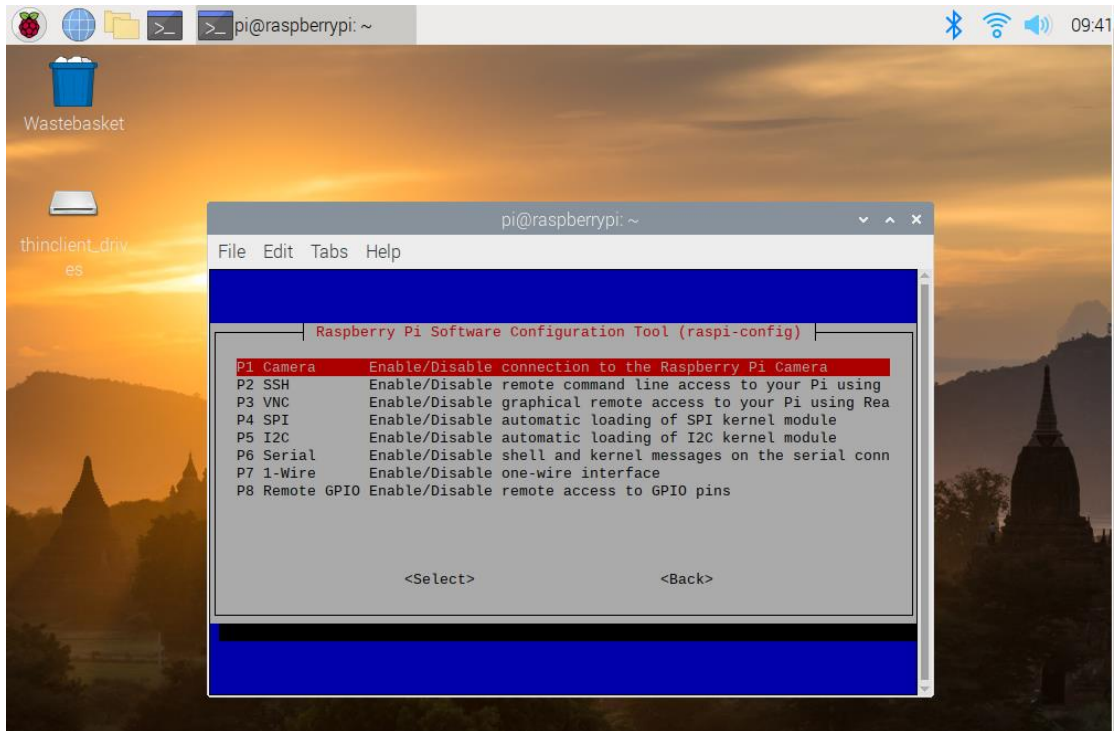 pi@raspberrypi: ~
09:41
Wastebasket
thinclient_driv
es
pi@raspberrypi: ~
File Edit Tabs Help
Raspberry Pi Software Configuration Tool (raspi-config)
P1 Camera Enable/Disable connection to the Raspberry Pi Camera
P2 SSH Enable/Disable remote command line access to your Pi using
P3 VNC Enable/Disable graphical remote access to your Pi using Rea
P4 SPI Enable/Disable automatic loading of SPI kernel module
P5 I2C Enable/Disable automatic loading of I2C kernel module
P6 Serial Enable/Disable shell and kernel messages on the serial conn
P7 1-Wire Enable/Disable one-wire interface
P8 Remote GPIO Enable/Disable remote access to GPIO pins
<Select> <Back>